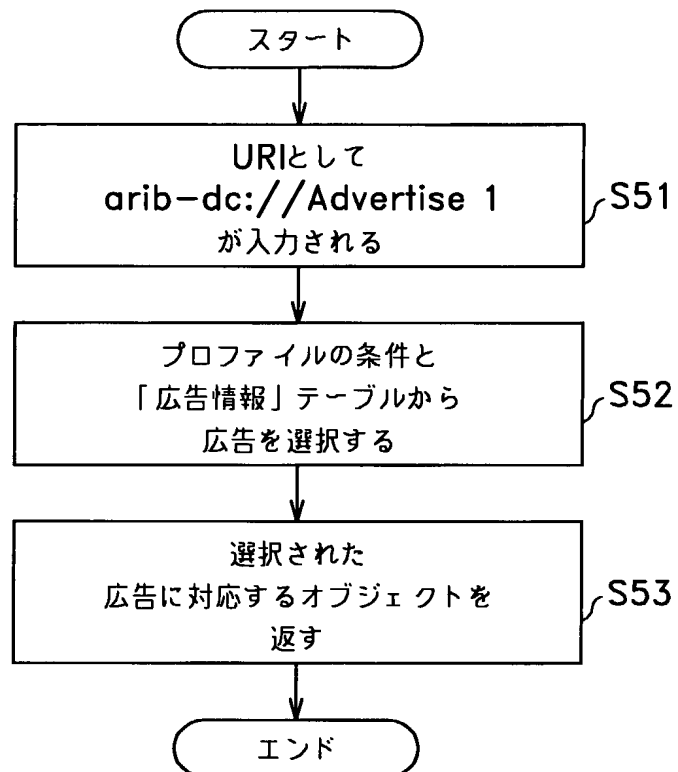 スタート
URIとして
arib-dc://Advertise 1
が入力される
S51
プロファイルの条件と
「広告情報」テーブルから
広告を選択する
S52
選択された
広告に対応するオブジェクトを
返す
S53
エンド